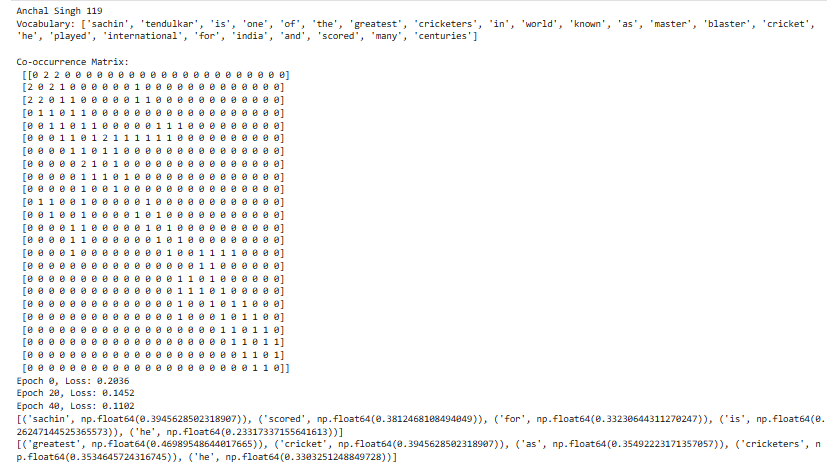 Anchal Singh 119
Vocabulary: ['sachin', 'tendulkar', 'is', 'one', 'of', 'the', 'greatest', 'cricketers', 'in', 'world', 'known', 'as', 'master', 'blaster', 'cricket',
'he', 'played', 'international', 'for', 'india', 'and', 'scored', 'many', 'centuries']
Co-occurrence Matrix:
[[0 2 2 0 0 0 0 0 0 0 0 0 0 0 0 0 0 0 0 0 0 0 0 0]
[2 0 2 1 0 0 0 0 0 0 1 0 0 0 0 0 0 0 0 0 0 0 0 0]
[2 2 0 1 1 0 0 0 0 0 1 1 0 0 0 0 0 0 0 0 0 0 0 0]
[0 1 1 0 1 1 0 0 0 0 0 0 0 0 0 0 0 0 0 0 0 0 0 0]
[0 0 1 1 0 1 1 0 0 0 0 0 1 1 1 0 0 0 0 0 0 0 0 0]
[0 0 0 1 1 0 1 2 1 1 1 1 1 1 0 0 0 0 0 0 0 0 0 0]
[0 0 0 0 1 1 0 1 1 0 0 0 0 0 0 0 0 0 0 0 0 0 0 0]
[0 0 0 0 0 2 1 0 1 0 0 0 0 0 0 0 0 0 0 0 0 0 0 0]
[0 0 0 0 0 1 1 1 0 1 0 0 0 0 0 0 0 0 0 0 0 0 0 0]
[0 0 0 0 0 1 0 0 1 0 0 0 0 0 0 0 0 0 0 0 0 0 0 0]
[0 1 1 0 0 1 0 0 0 0 0 1 0 0 0 0 0 0 0 0 0 0 0 0]
[0 0 1 0 0 1 0 0 0 0 1 0 1 0 0 0 0 0 0 0 0 0 0 0]
[0 0 0 0 1 1 0 0 0 0 0 1 0 1 0 0 0 0 0 0 0 0 0 0]
[0 0 0 0 1 1 0 0 0 0 0 0 1 0 1 0 0 0 0 0 0 0 0 0]
[0 0 0 0 1 0 0 0 0 0 0 0 0 1 0 0 1 1 1 1 0 0 0 0]
[0 0 0 0 0 0 0 0 0 0 0 0 0 0 0 0 1 1 0 0 0 0 0 0]
[0 0 0 0 0 0 0 0 0 0 0 0 0 0 1 1 0 1 0 0 0 0 0 0]
[0 0 0 0 0 0 0 0 0 0 0 0 0 0 1 1 1 0 1 0 0 0 0 0]
[0 0 0 0 0 0 0 0 0 0 0 0 0 0 1 0 0 1 0 1 1 0 0 0]
[0 0 0 0 0 0 0 0 0 0 0 0 0 0 1 0 0 0 1 0 1 1 0 0]
[0 0 0 0 0 0 0 0 0 0 0 0 0 0 0 0 0 0 1 1 0 1 1 0]
[0 0 0 0 0 0 0 0 0 0 0 0 0 0 0 0 0 0 0 1 1 0 1 1]
[0 0 0 0 0 0 0 0 0 0 0 0 0 0 0 0 0 0 0 0 1 1 0 1]
[0 0 0 0 0 0 0 0 0 0 0 0 0 0 0 0 0 0 0 0 0 1 1 0]]
Epoch 0, Loss: 0.2036
Epoch 20, Loss: 0.1452
Epoch 40, Loss: 0.1102
[('sachin', np.float64(0.3945628502318907)), ('scored', np.float64(0.3812468108494049)), ('for', np.float64(0.33230644311270247)), ('is', np.float64(0.
26247144525365573)), ('he', np.float64(0.23317337155641613))]
[('greatest', np.float64(0.46989548644017665)), ('cricket', np.float64(0.3945628502318907)), ('as', np.float64(0.35492223171357057)), ('cricketers', n
p.float64(0.3534645724316745)), ('he', np.float64(0.3303251248849728))]